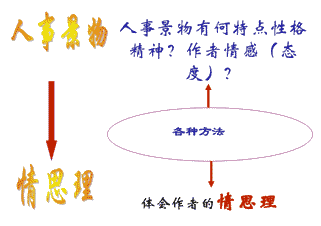 人事景物
人事景物有何特点性格
精神？作者情感（态
度）？
各种方法
情思理
体会作者的情思理